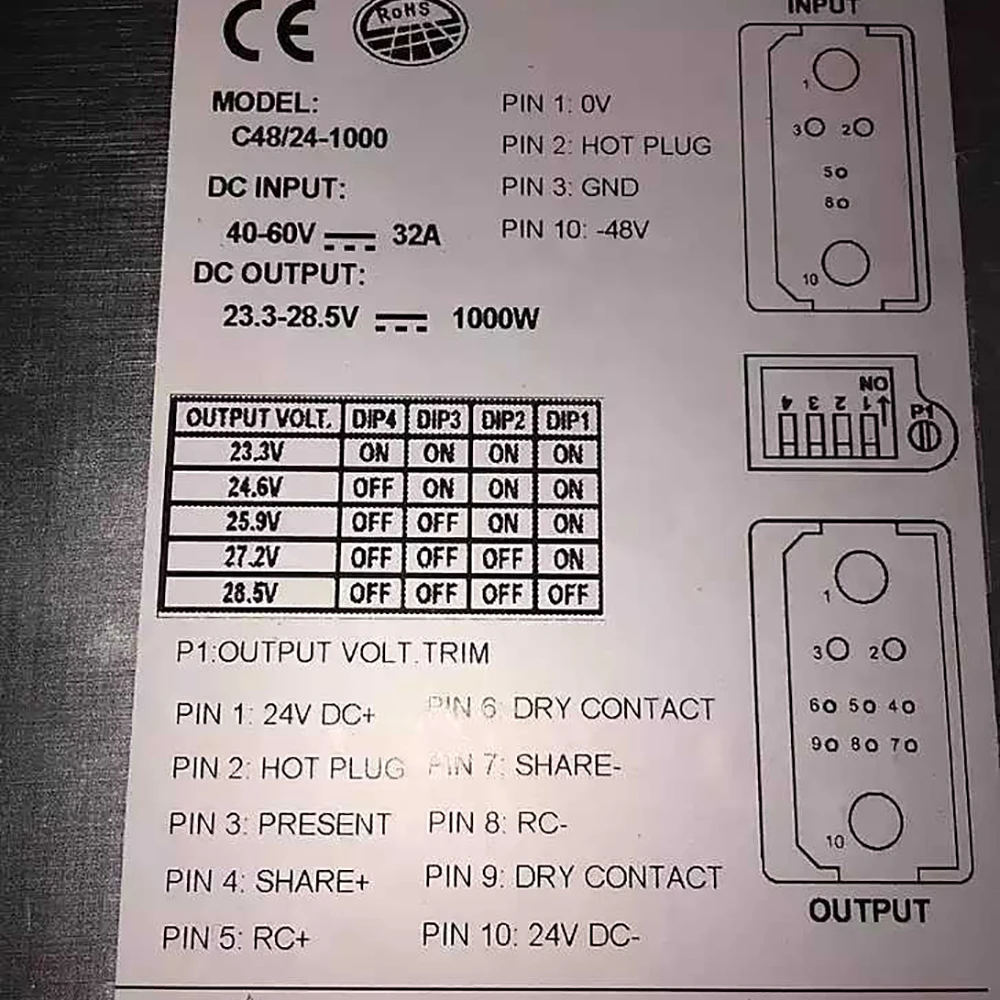 CE RoHS
MODEL:
C48/24-1000
DC INPUT:
40-60V 32A
DC OUTPUT:
23.3-28.5V 1000W
PIN 1: 0V
PIN 2: HOT PLUG
PIN 3: GND
PIN 10: -48V
INPUT
1
3 2
5
8
10
ON
4 3 2 1
P1
OUTPUT VOLT. DIP4 DIP3 DIP2 DIP1
23.3V ON ON ON ON
24.6V OFF ON ON ON
25.9V OFF OFF ON ON
27.2V OFF OFF OFF ON
28.5V OFF OFF OFF OFF
P1:OUTPUT VOLT.TRIM
PIN 1: 24V DC+ PIN 6: DRY CONTACT
PIN 2: HOT PLUG PIN 7: SHARE-
PIN 3: PRESENT PIN 8: RC-
PIN 4: SHARE+ PIN 9: DRY CONTACT
PIN 5: RC+ PIN 10: 24V DC-
1
3 2
6 5 4
9 8 7
10
OUTPUT